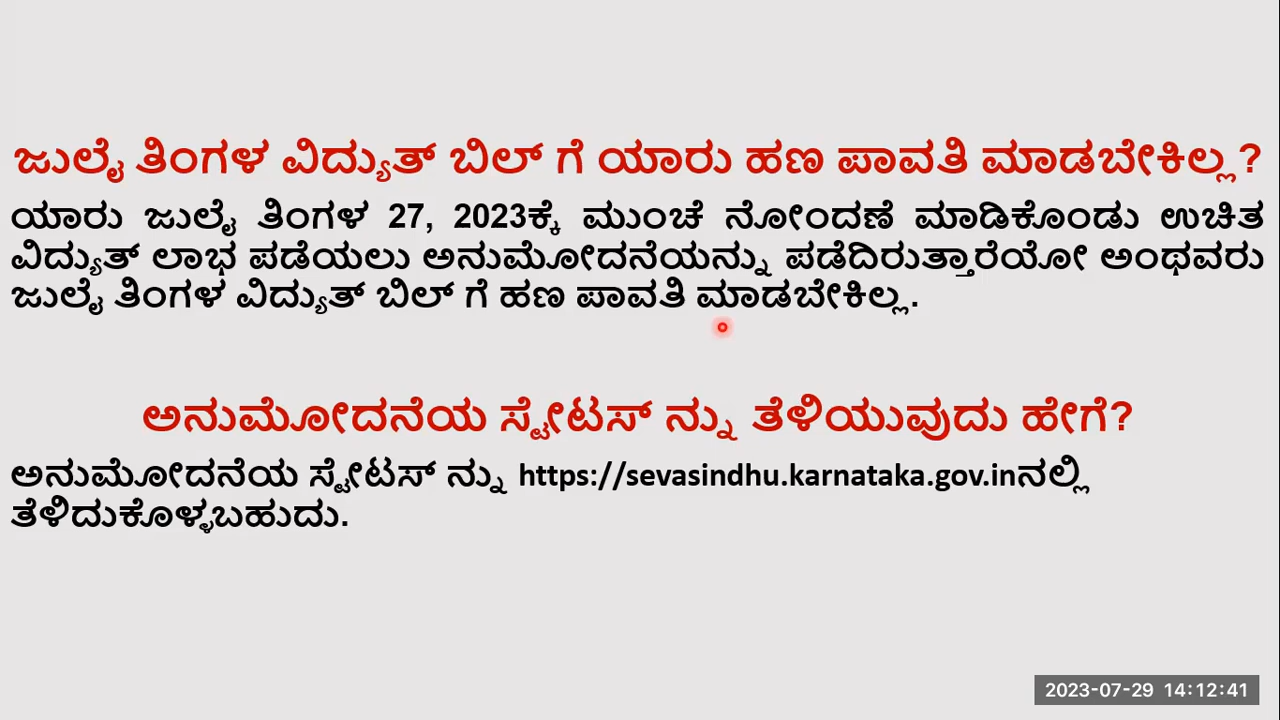 ಜುಲೈ ತಿಂಗಳ ವಿದ್ಯುತ್ ಬಿಲ್ ಗೆ ಯಾರು ಹಣ ಪಾವತಿ ಮಾಡಬೇಕಿಲ್ಲ?
ಯಾರು ಜುಲೈ ತಿಂಗಳ 27, 2023ಕ್ಕೆ ಮುಂಚೆ ನೋಂದಣೆ ಮಾಡಿಕೊಂಡು ಉಚಿತ
ವಿದ್ಯುತ್ ಲಾಭ ಪಡೆಯಲು ಅನುಮೋದನೆಯನ್ನು ಪಡೆದಿರುತ್ತಾರೆಯೋ ಅಂಥವರು
ಜುಲೈ ತಿಂಗಳ ವಿದ್ಯುತ್ ಬಿಲ್ ಗೆ ಹಣ ಪಾವತಿ ಮಾಡಬೇಕಿಲ್ಲ.
ಅನುಮೋದನೆಯ ಸ್ಟೇಟಸ್ ನ್ನು ತೆಳಿಯುವುದು ಹೇಗೆ?
ಅನುಮೋದನೆಯ ಸ್ಟೇಟಸ್ ನ್ನು https://sevasindhu.karnataka.gov.inನಲ್ಲಿ
ತೆಳಿದುಕೊಳ್ಳಬಹುದು.
2023-07-29 14:12:41